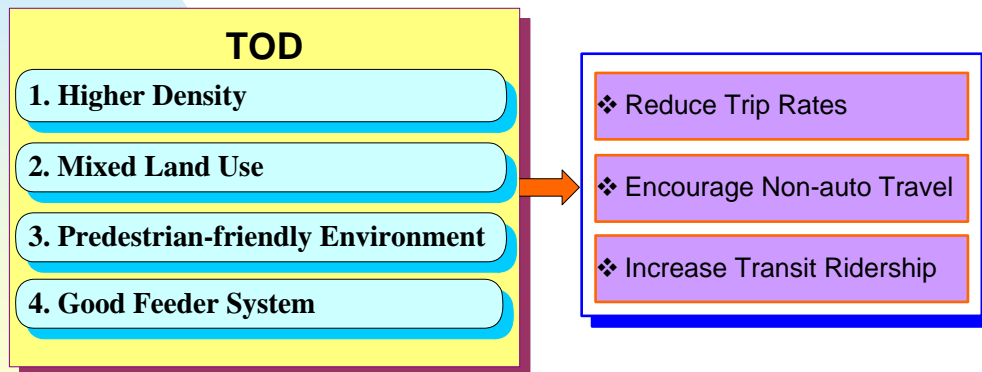 TOD
1. Higher Density
2. Mixed Land Use
3. Predestrian-friendly Environment
4. Good Feeder System
❖ Reduce Trip Rates
❖ Encourage Non-auto Travel
❖ Increase Transit Ridership